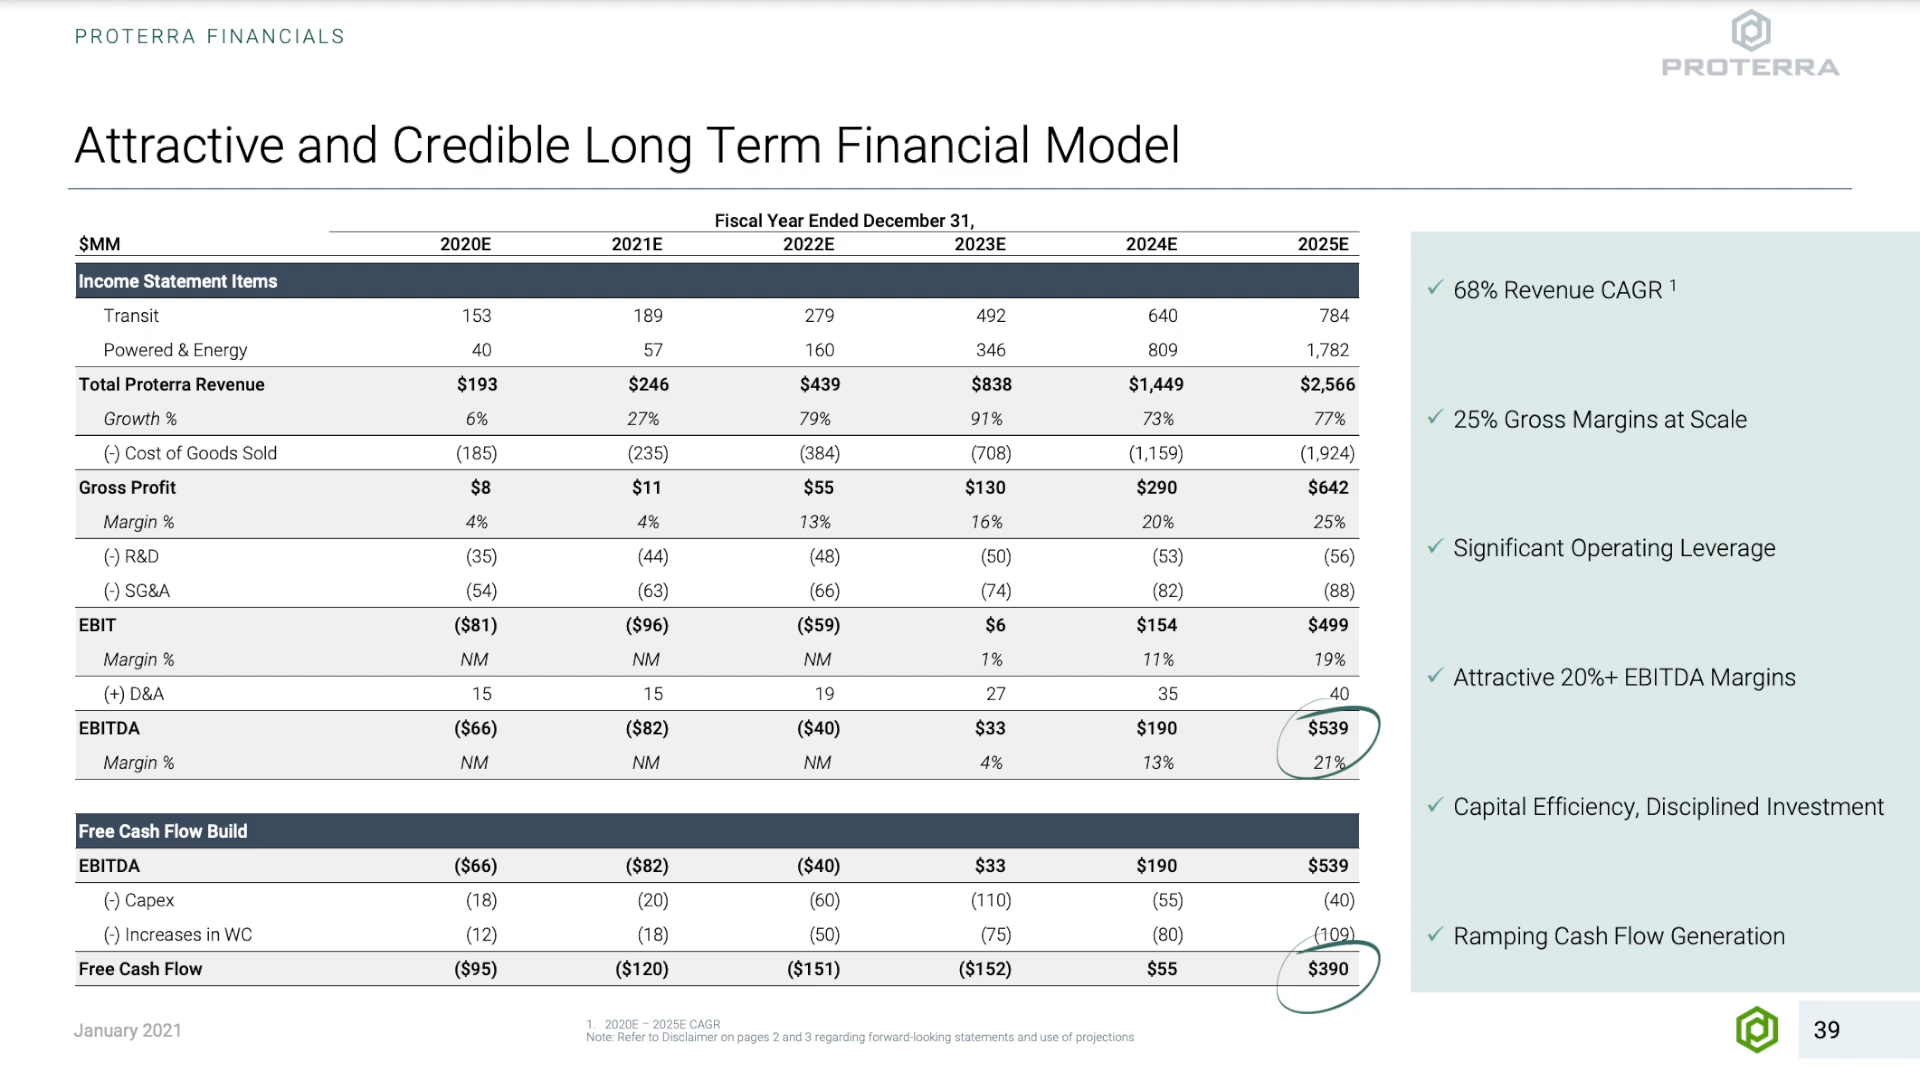 PROTERRA FINANCIALS
PROTERRA
Attractive and Credible Long Term Financial Model
Fiscal Year Ended December 31,
$MM 2020E 2021E 2022E 2023E 2024E 2025E
Income Statement Items
Transit 153 189 279 492 640 784
Powered & Energy 40 57 160 346 809 1,782
Total Proterra Revenue $193 $246 $439 $838 $1,449 $2,566
Growth % 6% 27% 79% 91% 73% 77%
(-) Cost of Goods Sold (185) (235) (384) (708) (1,159) (1,924)
Gross Profit $8 $11 $55 $130 $290 $642
Margin % 4% 4% 13% 16% 20% 25%
(-) R&D (35) (44) (48) (50) (53) (56)
(-) SG&A (54) (63) (66) (74) (82) (88)
EBIT ($81) ($96) ($59) $6 $154 $499
Margin % NM NM NM 1% 11% 19%
(+) D&A 15 15 19 27 35 40
EBITDA ($66) ($82) ($40) $33 $190 $539
Margin % NM NM NM 4% 13% 21%
Free Cash Flow Build
EBITDA ($66) ($82) ($40) $33 $190 $539
(-) Capex (18) (20) (60) (110) (55) (40)
(-) Increases in WC (12) (18) (50) (75) (80) (109)
Free Cash Flow ($95) ($120) ($151) ($152) $55 $390
✓ 68% Revenue CAGR 1
✓ 25% Gross Margins at Scale
✓ Significant Operating Leverage
✓ Attractive 20%+ EBITDA Margins
✓ Capital Efficiency, Disciplined Investment
✓ Ramping Cash Flow Generation
January 2021
1. 2020E – 2025E CAGR
Note: Refer to Disclaimer on pages 2 and 3 regarding forward-looking statements and use of projections
39